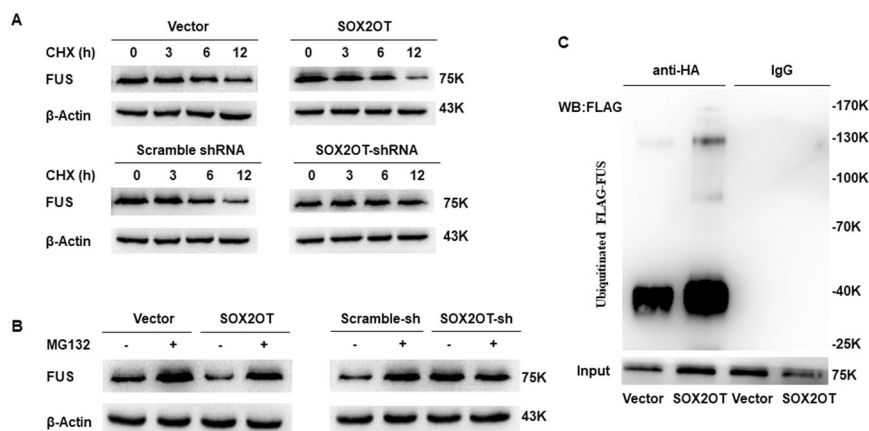 A
Vector SOX2OT
CHX (h) 0 3 6 12 0 3 6 12
FUS 75K
β-Actin 43K
Scramble shRNA SOX2OT-shRNA
CHX (h) 0 3 6 12 0 3 6 12
FUS 75K
β-Actin 43K
B
Vector SOX2OT Scramble-sh SOX2OT-sh
MG132 - + - + - + - +
FUS 75K
β-Actin 43K
C
anti-HA IgG
WB:FLAG -170K
-130K
-100K
-70K
-40K
-25K
Ubiquitinated FLAG-FUS
Input 75K
Vector SOX2OT Vector SOX2OT